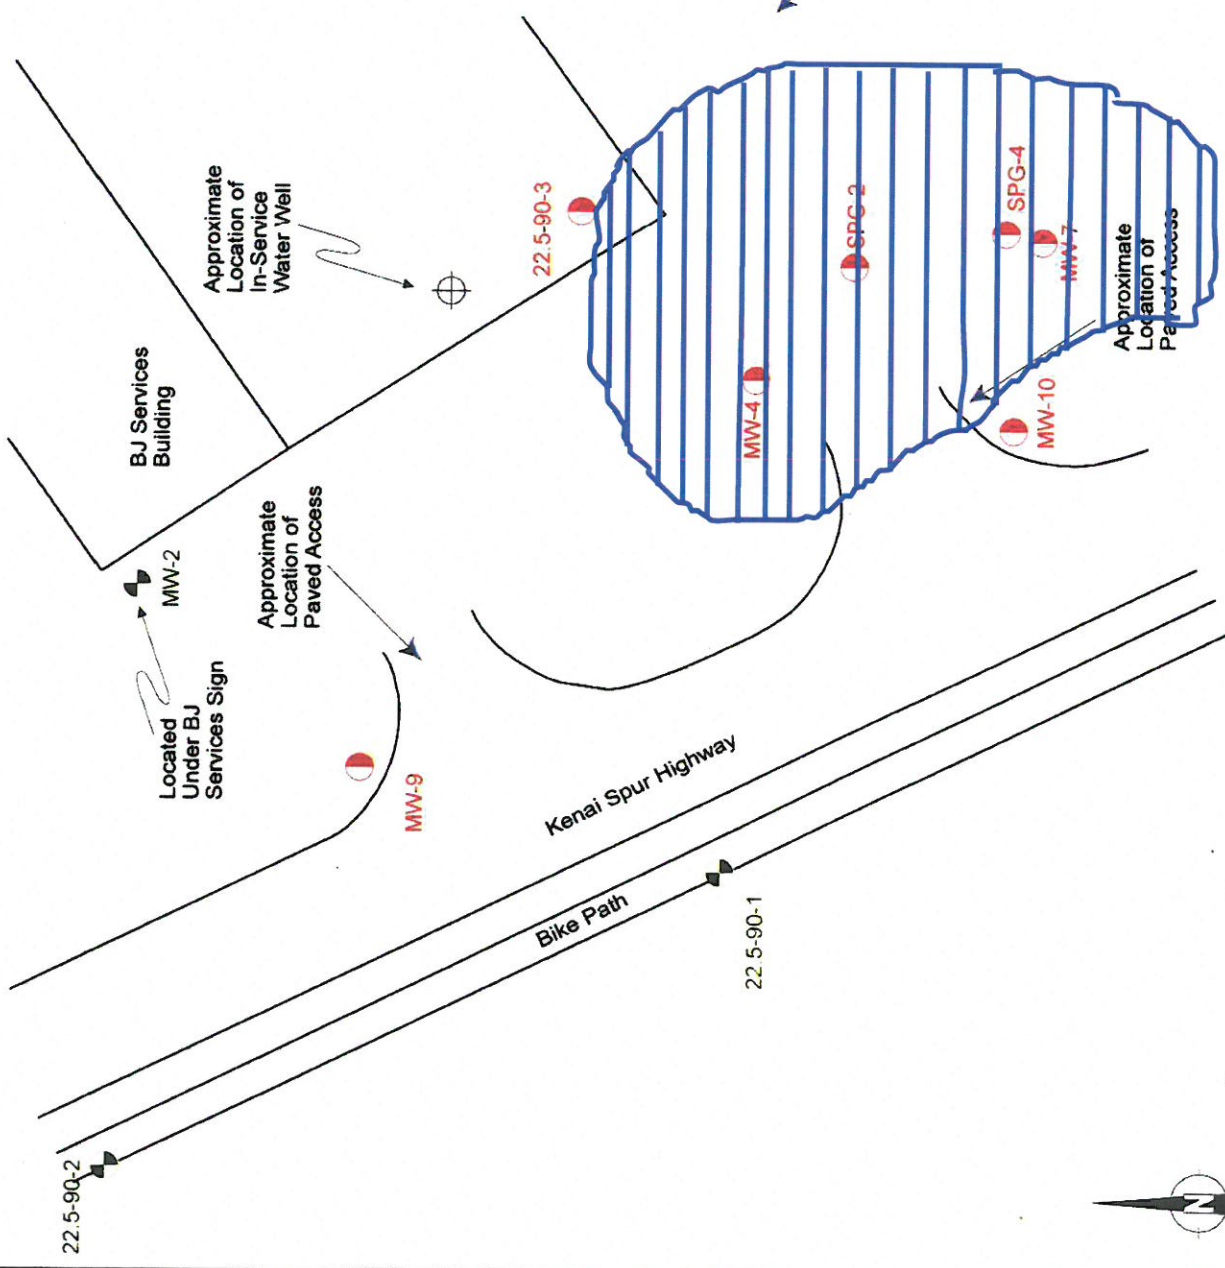 22.5-90-2
Located
Under BJ
Services Sign
MW-2
BJ Services
Building
Approximate
Location of
In-Service
Water Well
Approximate
Location of
Paved Access
MW-9
22.5-90-3
Kenai Spur Highway
Bike Path
22.5-90-1
MW-4
SPG-2
SPG-4
MW-7
MW-10
Approximate
Location of
Paved Access
N